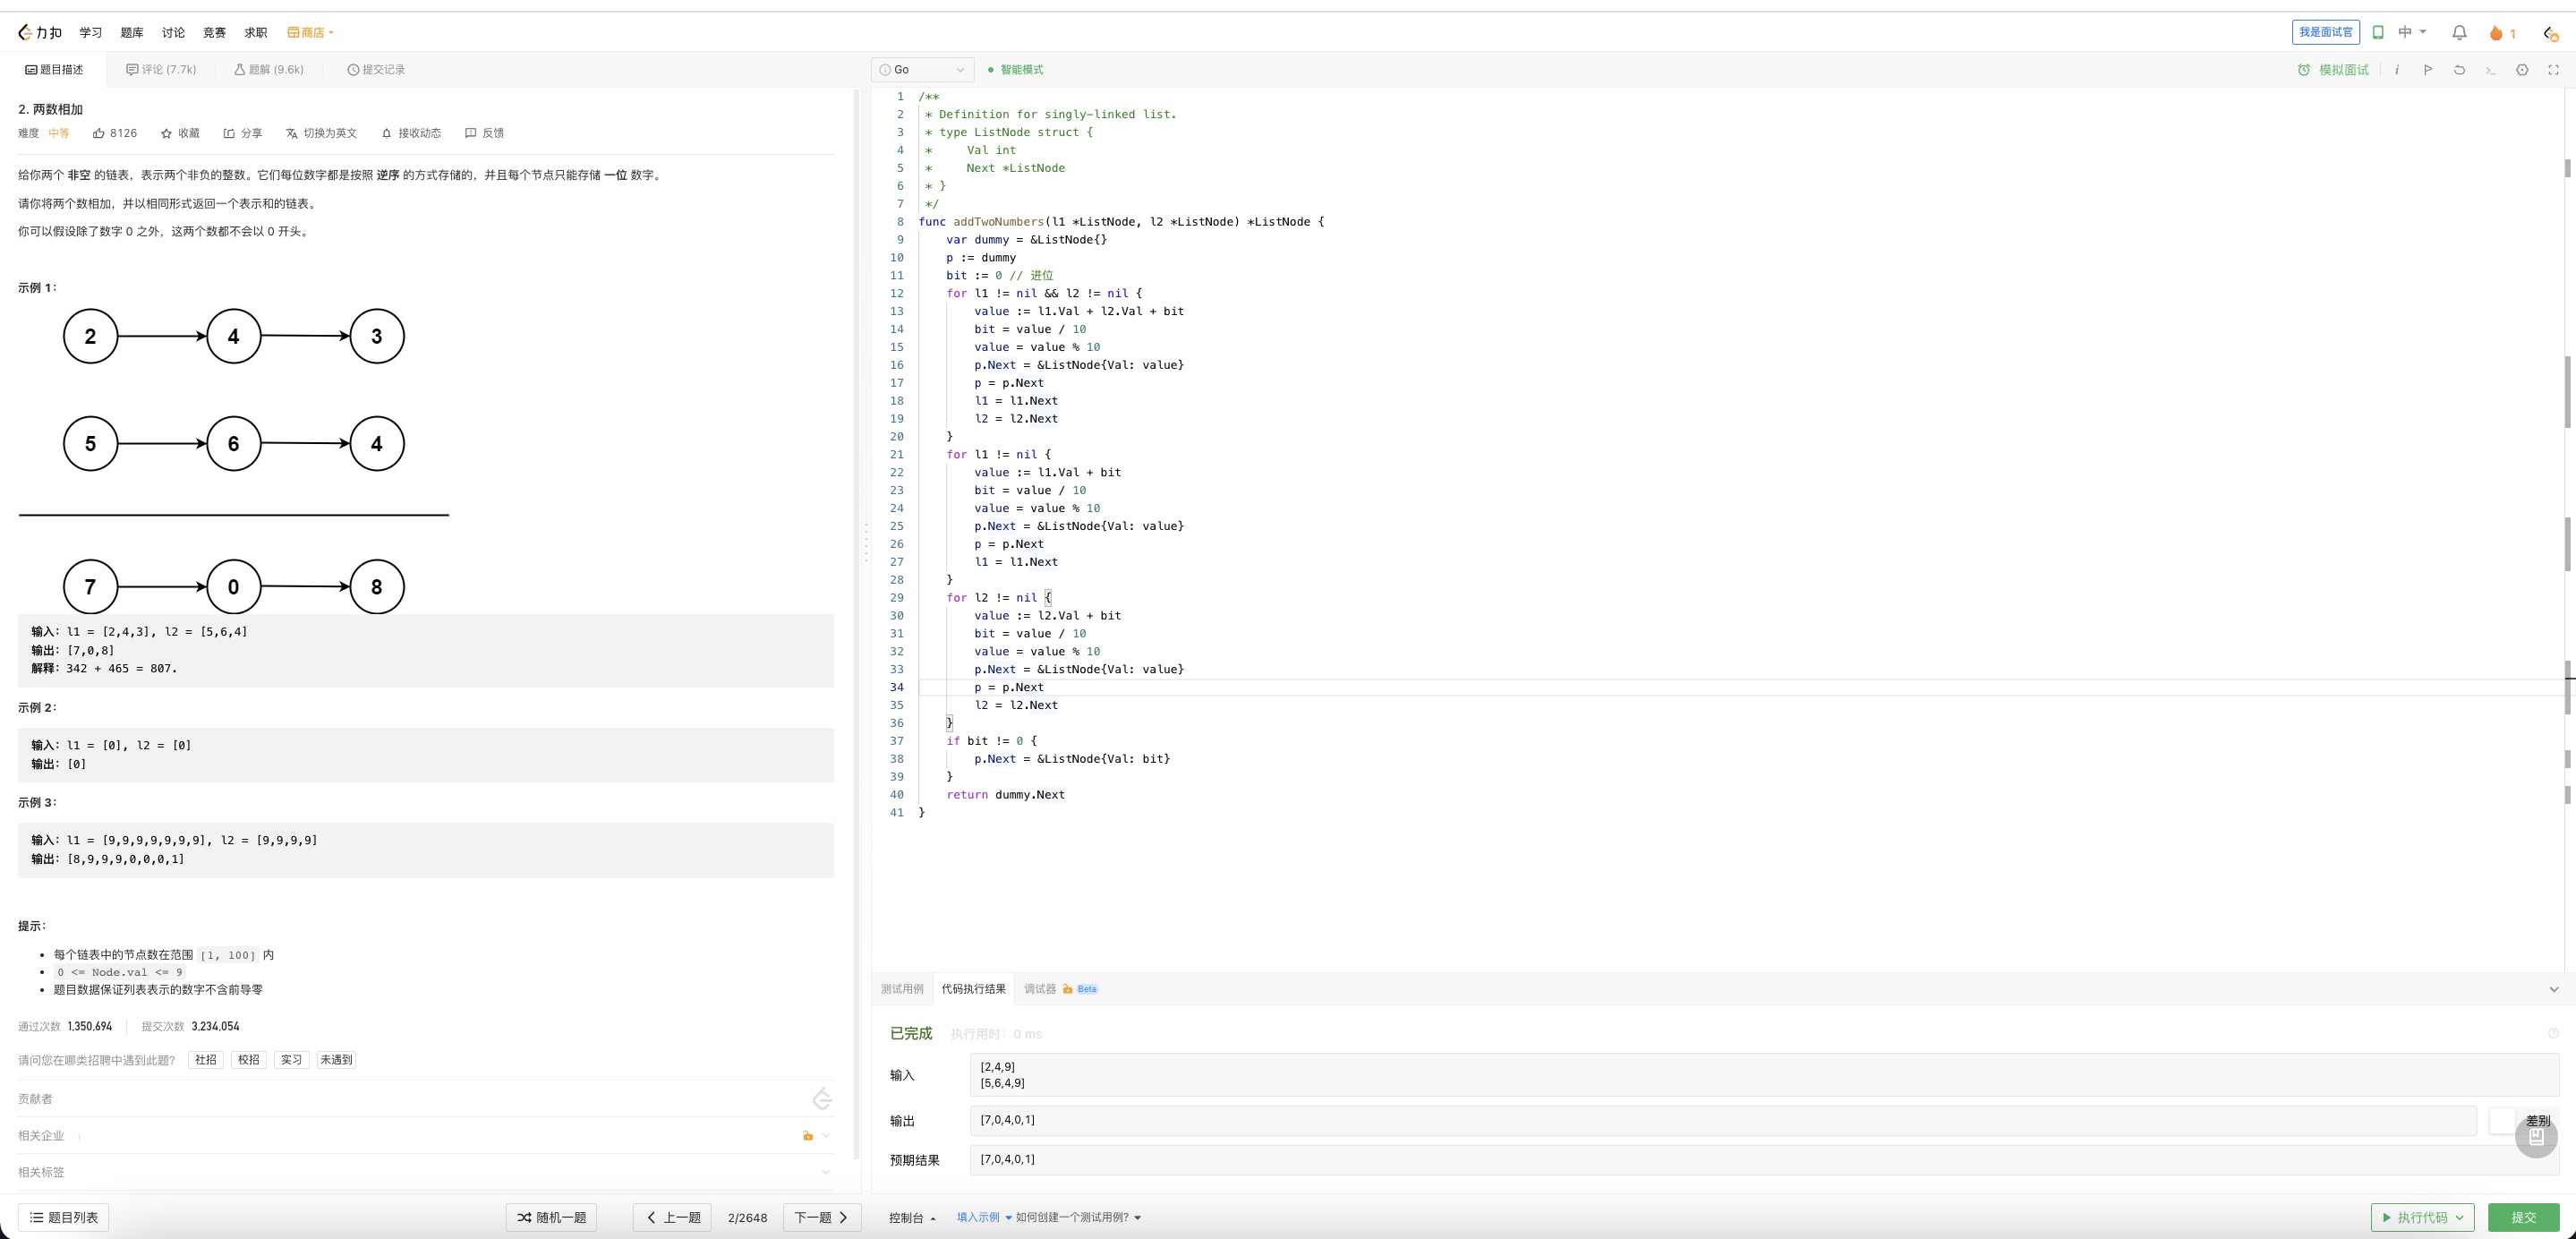 力扣 学习 题库 讨论 竞赛 求职 商店 我是面试官 中 1
题目描述 评论 (7.7k) 题解 (9.6k) 提交记录
2. 两数相加
难度 中等 8126 收藏 分享 切换为英文 接收动态 反馈
给你两个 非空 的链表，表示两个非负的整数。它们每位数字都是按照 逆序 的方式存储的，并且每个节点只能存储 一位 数字。
请你将两个数相加，并以相同形式返回一个表示和的链表。
你可以假设除了数字 0 之外，这两个数都不会以 0 开头。
示例 1：
2 4 3
5 6 4
7 0 8
输入：l1 = [2,4,3], l2 = [5,6,4]
输出：[7,0,8]
解释：342 + 465 = 807.
示例 2：
输入：l1 = [0], l2 = [0]
输出：[0]
示例 3：
输入：l1 = [9,9,9,9,9,9,9], l2 = [9,9,9,9]
输出：[8,9,9,9,0,0,0,1]
提示：
每个链表中的节点数在范围 [1, 100] 内
0 <= Node.val <= 9
题目数据保证列表表示的数字不含前导零
通过次数 1,350,694 提交次数 3,234,054
请问您在哪类招聘中遇到此题？ 社招 校招 实习 未遇到
贡献者
相关企业 i
相关标签
题目列表 随机一题 上一题 2/2648 下一题
Go 智能模式 模拟面试
1 /**
2 * Definition for singly-linked list.
3 * type ListNode struct {
4 * Val int
5 * Next *ListNode
6 * }
7 */
8 func addTwoNumbers(l1 *ListNode, l2 *ListNode) *ListNode {
9 var dummy = &ListNode{}
10 p := dummy
11 bit := 0 // 进位
12 for l1 != nil && l2 != nil {
13 value := l1.Val + l2.Val + bit
14 bit = value / 10
15 value = value % 10
16 p.Next = &ListNode{Val: value}
17 p = p.Next
18 l1 = l1.Next
19 l2 = l2.Next
20 }
21 for l1 != nil {
22 value := l1.Val + bit
23 bit = value / 10
24 value = value % 10
25 p.Next = &ListNode{Val: value}
26 p = p.Next
27 l1 = l1.Next
28 }
29 for l2 != nil {
30 value := l2.Val + bit
31 bit = value / 10
32 value = value % 10
33 p.Next = &ListNode{Val: value}
34 p = p.Next
35 l2 = l2.Next
36 }
37 if bit != 0 {
38 p.Next = &ListNode{Val: bit}
39 }
40 return dummy.Next
41 }
测试用例 代码执行结果 调试器 Beta
已完成 执行用时：0 ms
输入
[2,4,9]
[5,6,4,9]
输出 [7,0,4,0,1] 差别
预期结果 [7,0,4,0,1]
控制台 填入示例 如何创建一个测试用例？ 执行代码 提交